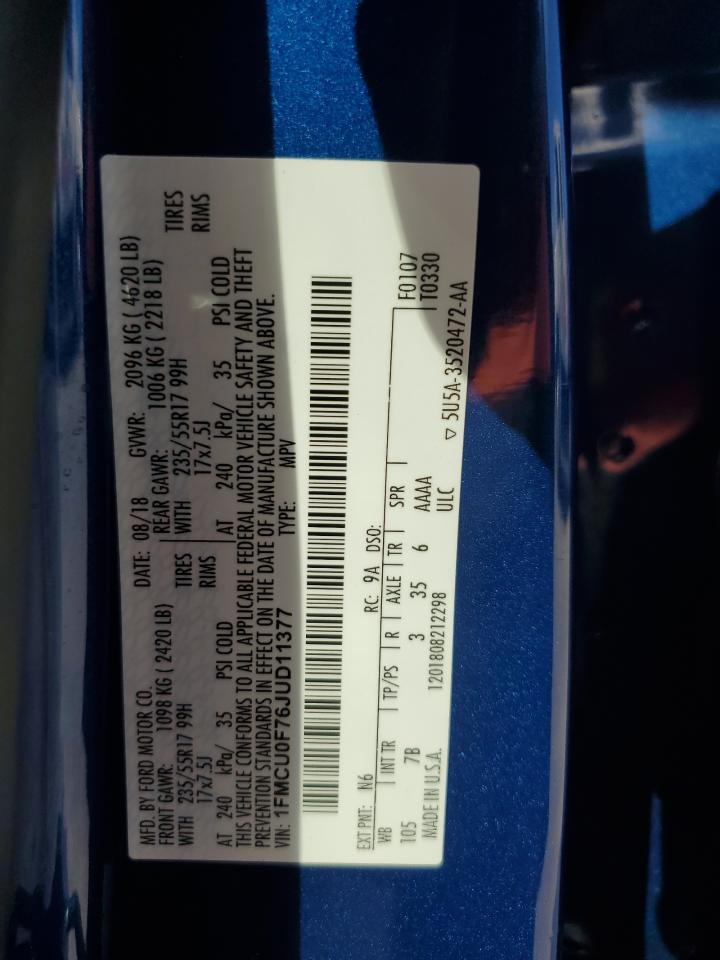 MFD. BY FORD MOTOR CO.
DATE: 08/18 GVWR: 2096 KG ( 4620 LB)
FRONT GAWR: 1098 KG ( 2420 LB) REAR GAWR: 1006 KG ( 2218 LB)
WITH 235/55R17 99H TIRES WITH 235/55R17 99H TIRES
17x7.5J RIMS 17x7.5J RIMS
AT 240 kPa/ 35 PSI COLD AT 240 kPa/ 35 PSI COLD
THIS VEHICLE CONFORMS TO ALL APPLICABLE FEDERAL MOTOR VEHICLE SAFETY AND THEFT
PREVENTION STANDARDS IN EFFECT ON THE DATE OF MANUFACTURE SHOWN ABOVE.
VIN: 1FMCU0F76JUD11377 TYPE: MPV
EXT PNT: N6 RC: 9A DSO:
WB INT TR TP/PS R AXLE TR SPR F0107
105 7B 3 35 6 AAAA T0330
MADE IN U.S.A. 1201808212298 ULC
▽ 5U5A-3520472-AA